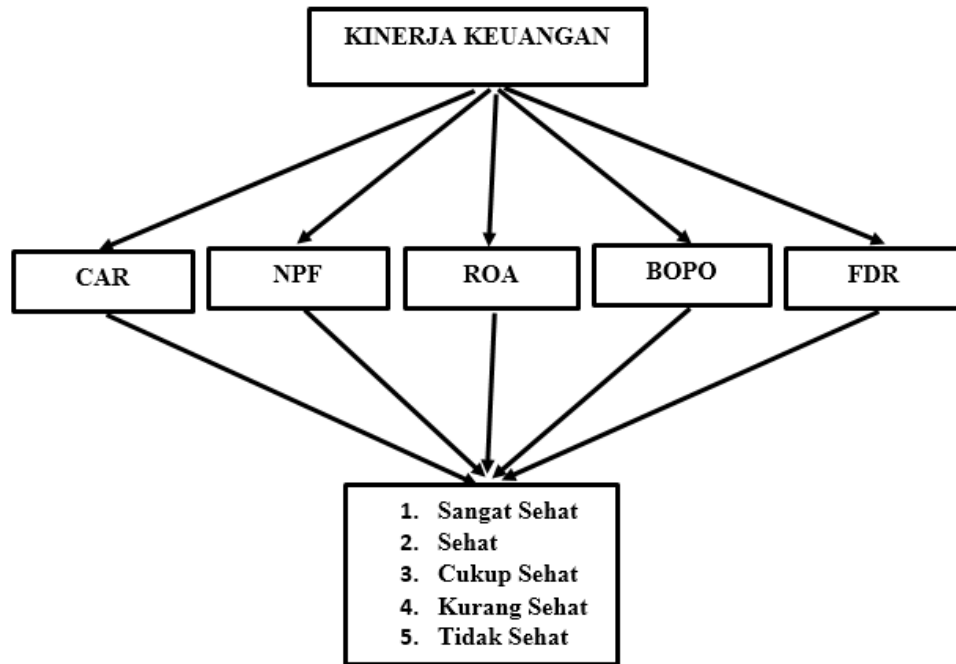 KINERJA KEUANGAN
CAR
NPF
ROA
BOPO
FDR
1. Sangat Sehat
2. Sehat
3. Cukup Sehat
4. Kurang Sehat
5. Tidak Sehat